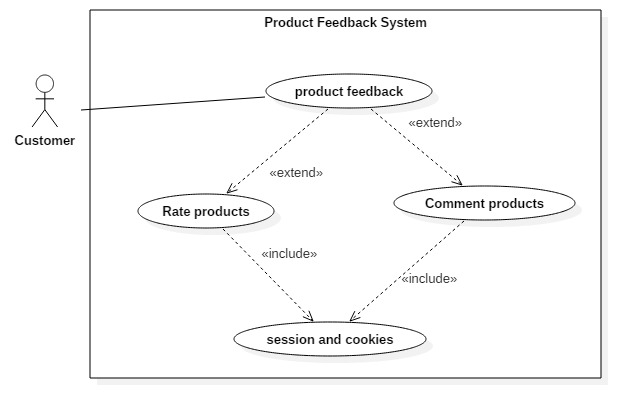 Product Feedback System
product feedback
«extend»
Customer
«extend»
Comment products
Rate products
«include»
«include»
session and cookies